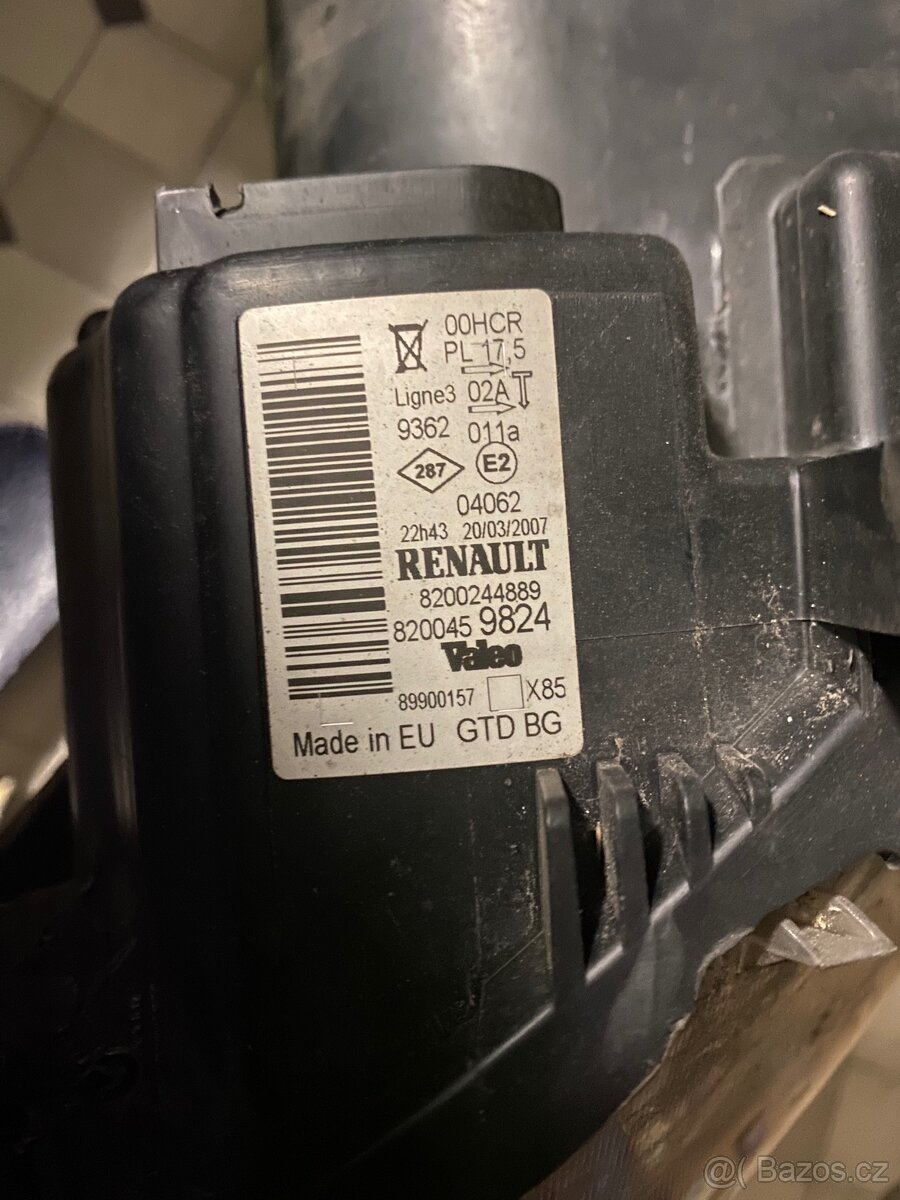 00HCR
PL 17,5
Ligne3 02A
9362 011a
287 E2
04062
22h43 20/03/2007
RENAULT
8200244889
820045 9824
Valeo
89900157 X85
Made in EU GTD BG
@( Bazos.cz